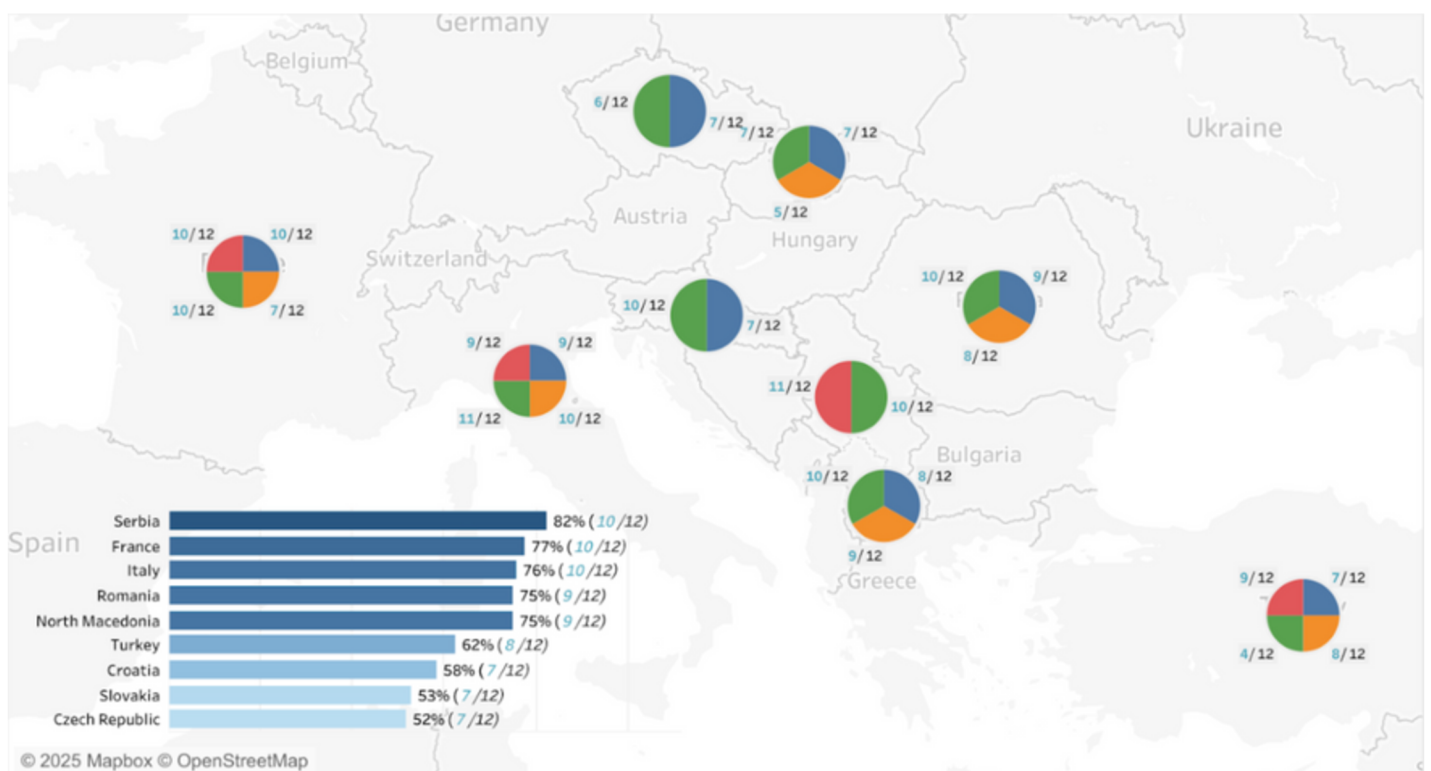 Germany
Belgium
6/12
7/12
7/12
7/12
Ukraine
5/12
Austria
Hungary
10/12
10/12
Switzerland
10/12
7/12
10/12
9/12
10/12
7/12
8/12
9/12
9/12
11/12
10/12
11/12
10/12
Bulgaria
10/12
8/12
9/12
Greece
Spain
9/12
7/12
4/12
8/12
Serbia 82% (10/12)
France 77% (10/12)
Italy 76% (10/12)
Romania 75% (9/12)
North Macedonia 75% (9/12)
Turkey 62% (8/12)
Croatia 58% (7/12)
Slovakia 53% (7/12)
Czech Republic 52% (7/12)
© 2025 Mapbox © OpenStreetMap